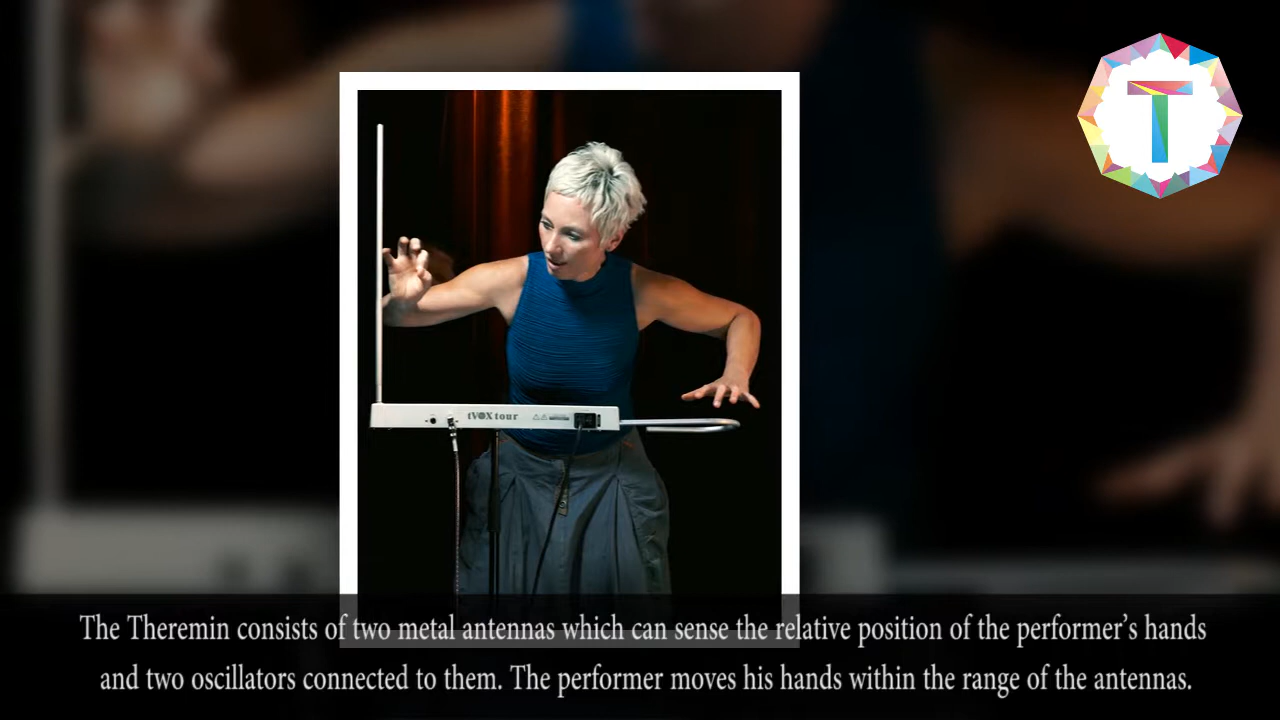 T
tVOX tour
The Theremin consists of two metal antennas which can sense the relative position of the performer’s hands
and two oscillators connected to them. The performer moves his hands within the range of the antennas.